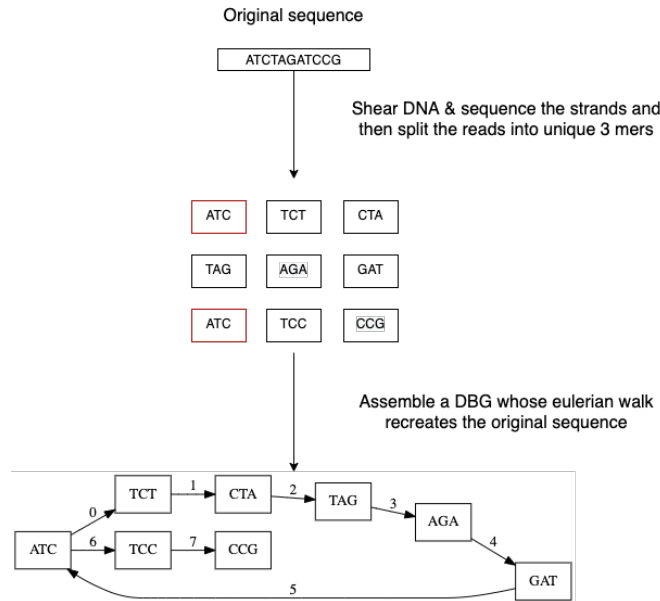 Original sequence
ATCTAGATCCG
Shear DNA & sequence the strands and
then split the reads into unique 3 mers
ATC TCT CTA
TAG AGA GAT
ATC TCC CCG
Assemble a DBG whose eulerian walk
recreates the original sequence
TCT 1 CTA 2 TAG 3 AGA 4 GAT
0
ATC 6 TCC 7 CCG
5